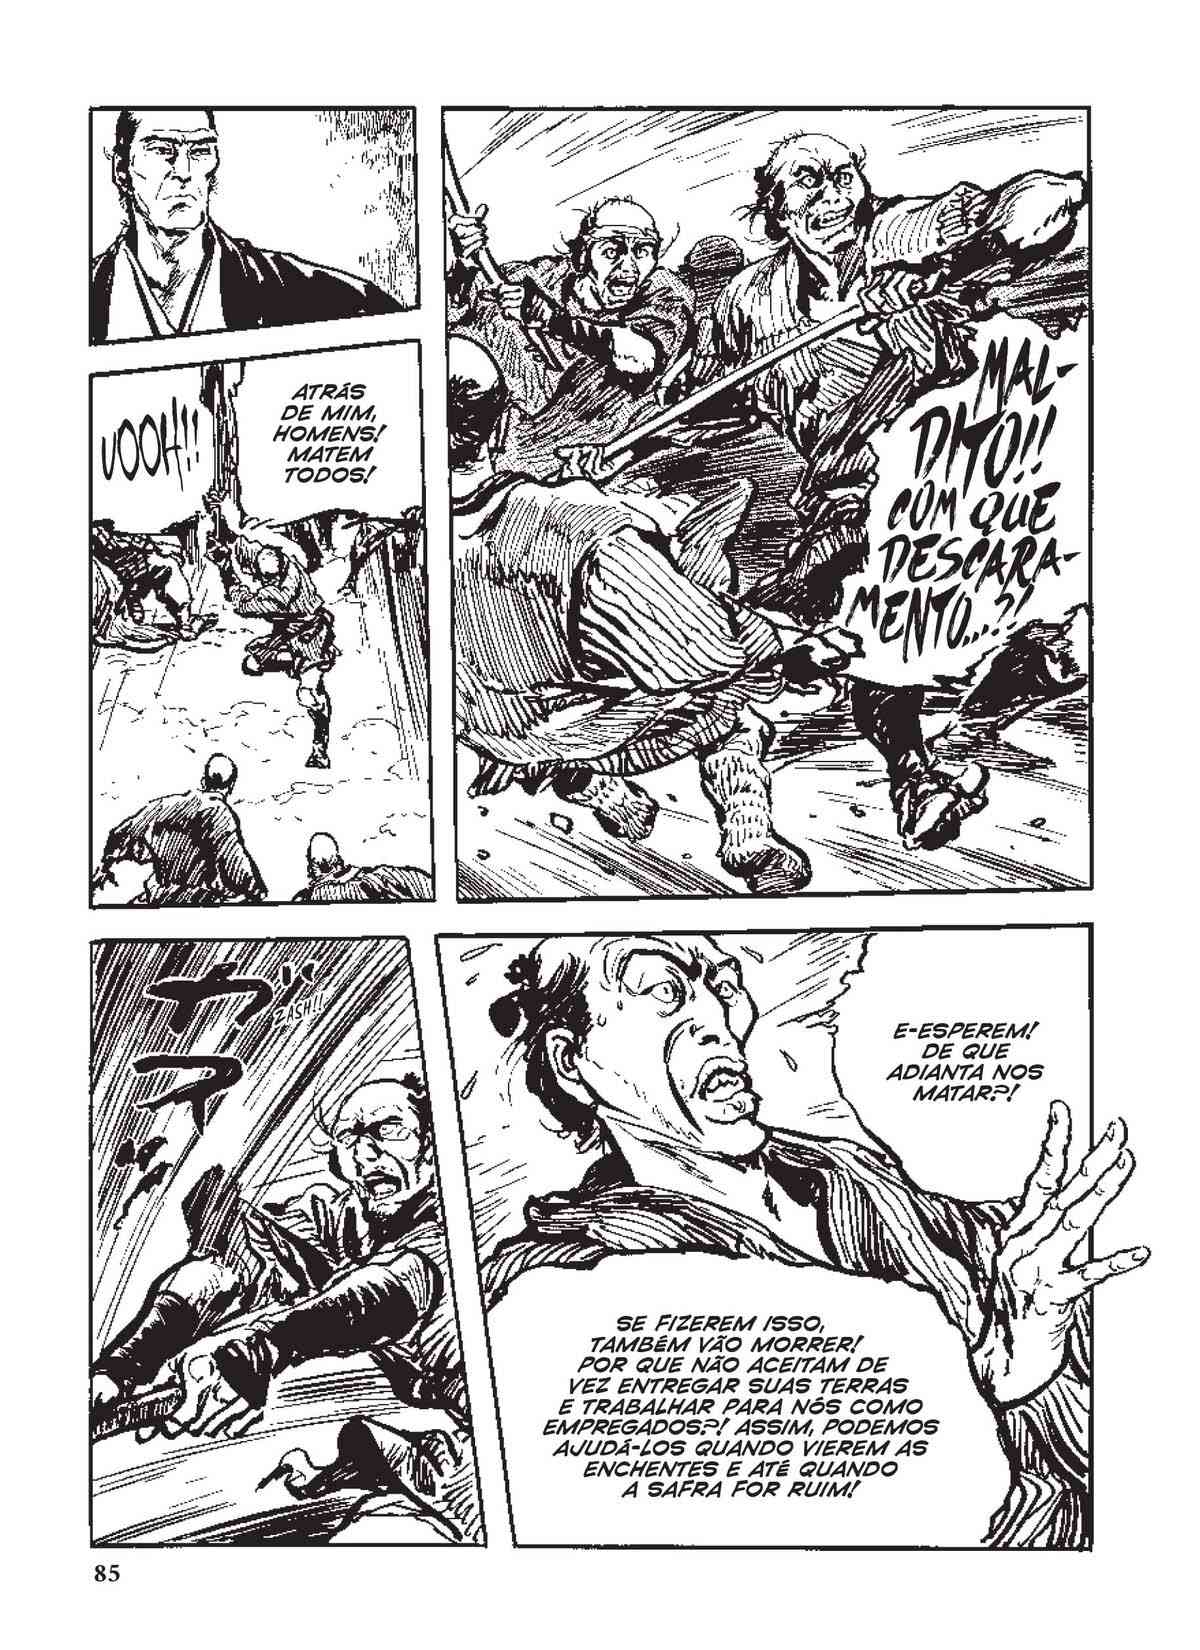 MAL-
DITO!!
COM QUE
DESCARA-
MENTO...?!
ATRÁS
DE MIM,
HOMENS!
MATEM
TODOS!
UOOH!!
E-ESPEREM!
DE QUE
ADIANTA NOS
MATAR?!
SE FIZEREM ISSO,
TAMBÉM VÃO MORRER!
POR QUE NÃO ACEITAM DE
VEZ ENTREGAR SUAS TERRAS
E TRABALHAR PARA NÓS COMO
EMPREGADOS?! ASSIM, PODEMOS
AJUDÁ-LOS QUANDO VIEREM AS
ENCHENTES E ATÉ QUANDO
A SAFRA FOR RUIM!
ZASH!!
85